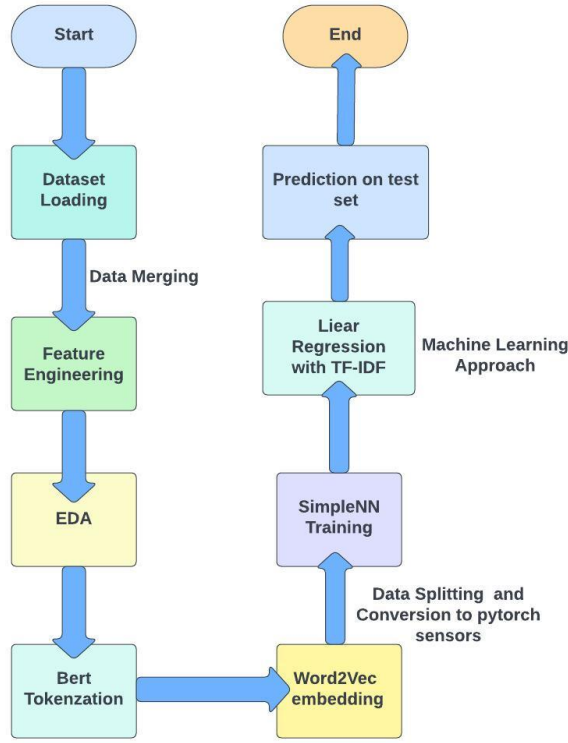 Start
Dataset
Loading
Data Merging
Feature
Engineering
EDA
Bert
Tokenzation
Word2Vec
embedding
Data Splitting and
Conversion to pytorch
sensors
SimpleNN
Training
Liear
Regression
with TF-IDF
Machine Learning
Approach
Prediction on test
set
End